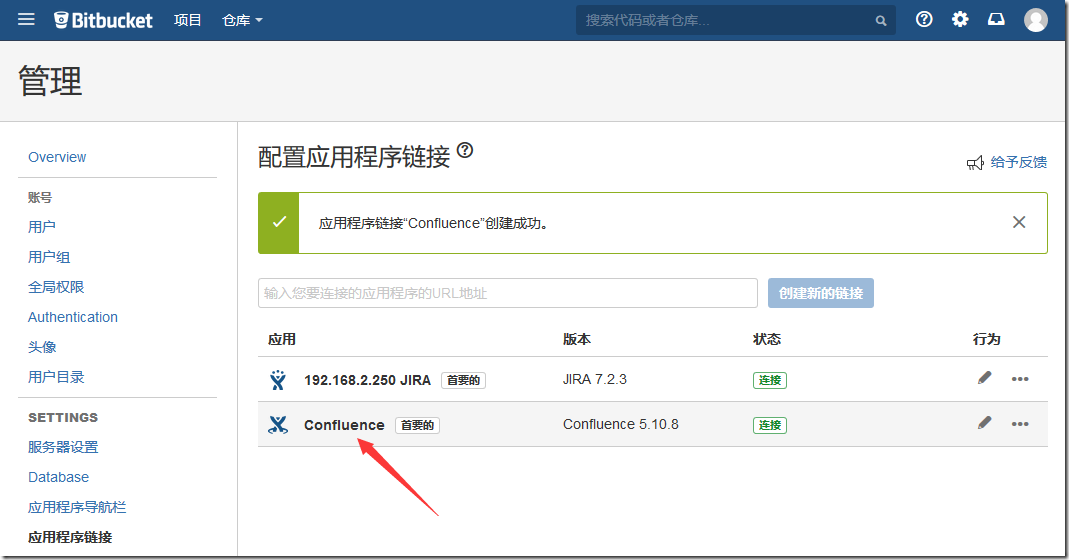 Bitbucket 项目 仓库 搜索代码或者仓库...
管理
Overview
账号
用户
用户组
全局权限
Authentication
头像
用户目录
SETTINGS
服务器设置
Database
应用程序导航栏
应用程序链接
配置应用程序链接
给予反馈
应用程序链接“Confluence”创建成功。
输入您要连接的应用程序的URL地址 创建新的链接
应用 版本 状态 行为
192.168.2.250 JIRA 首要的 JIRA 7.2.3 连接
Confluence 首要的 Confluence 5.10.8 连接